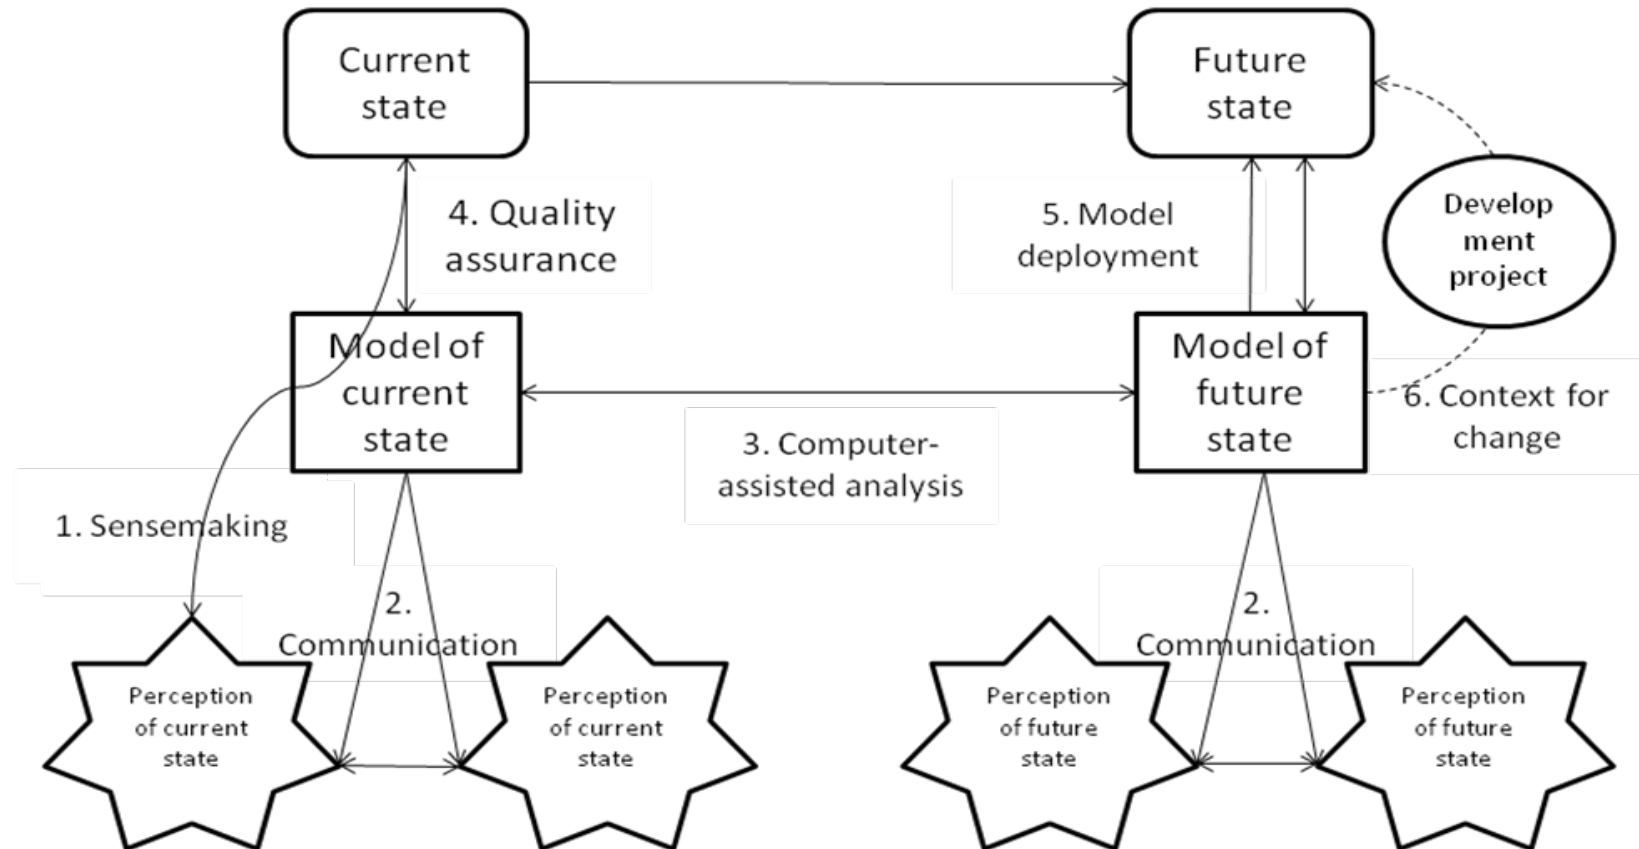 Current
state
Future
state
4. Quality
assurance
5. Model
deployment
Develop
ment
project
Model of
current
state
Model of
future
state
3. Computer-
assisted analysis
6. Context for
change
1. Sensemaking
2.
Communication
2.
Communication
Perception
of current
state
Perception
of current
state
Perception
of future
state
Perception
of future
state